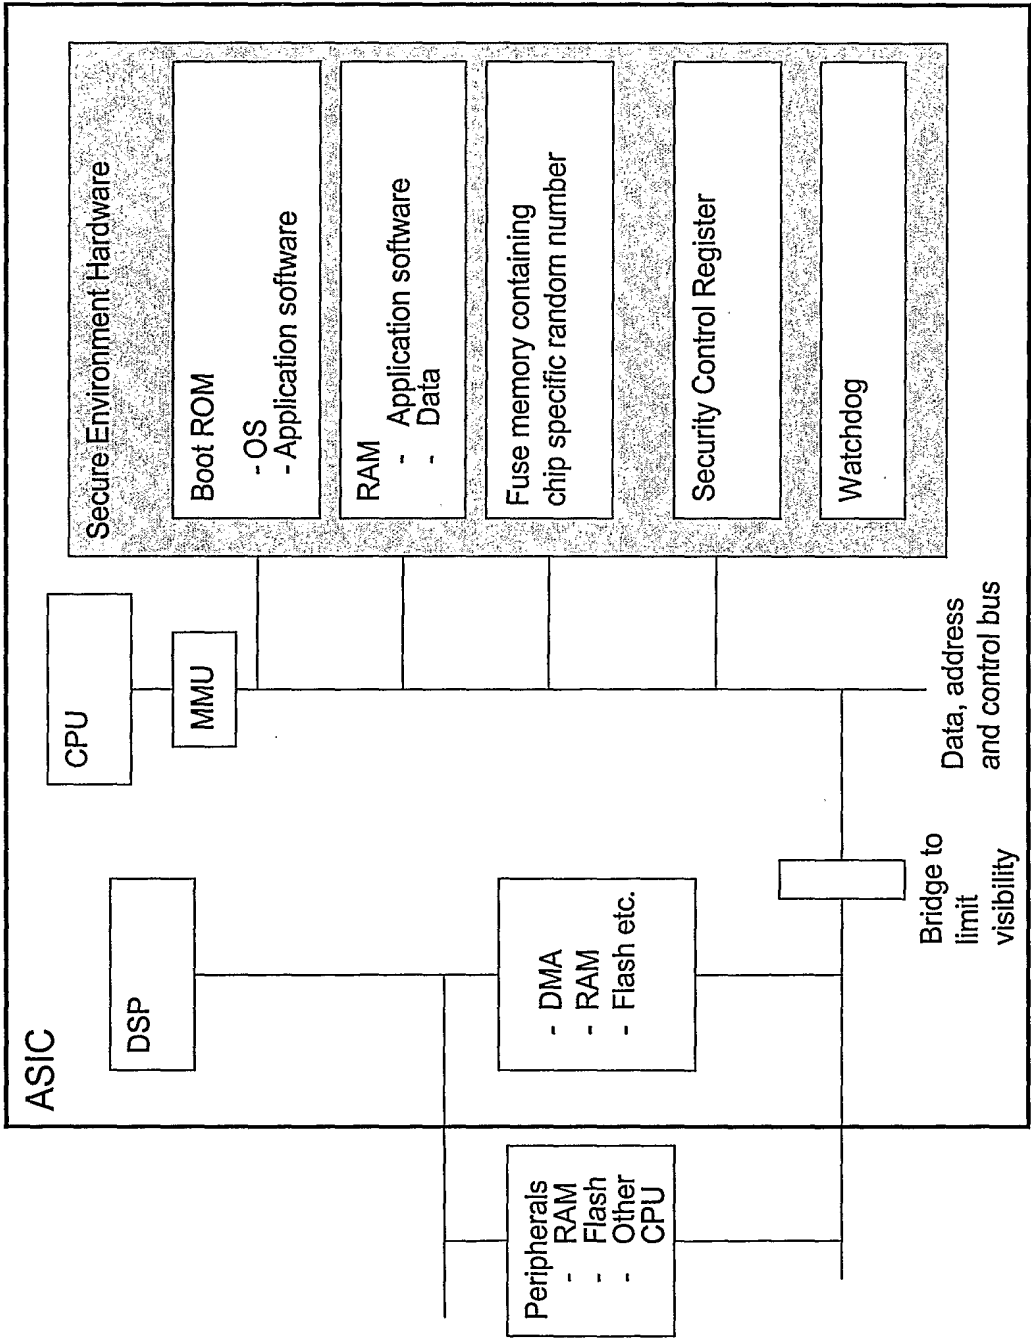 ASIC
DSP
CPU
MMU
Secure Environment Hardware
Boot ROM
- OS
- Application software
RAM
- Application software
- Data
Fuse memory containing
chip specific random number
Security Control Register
Watchdog
Peripherals
- RAM
- Flash
- Other
CPU
- DMA
- RAM
- Flash etc.
Bridge to
limit
visibility
Data, address
and control bus